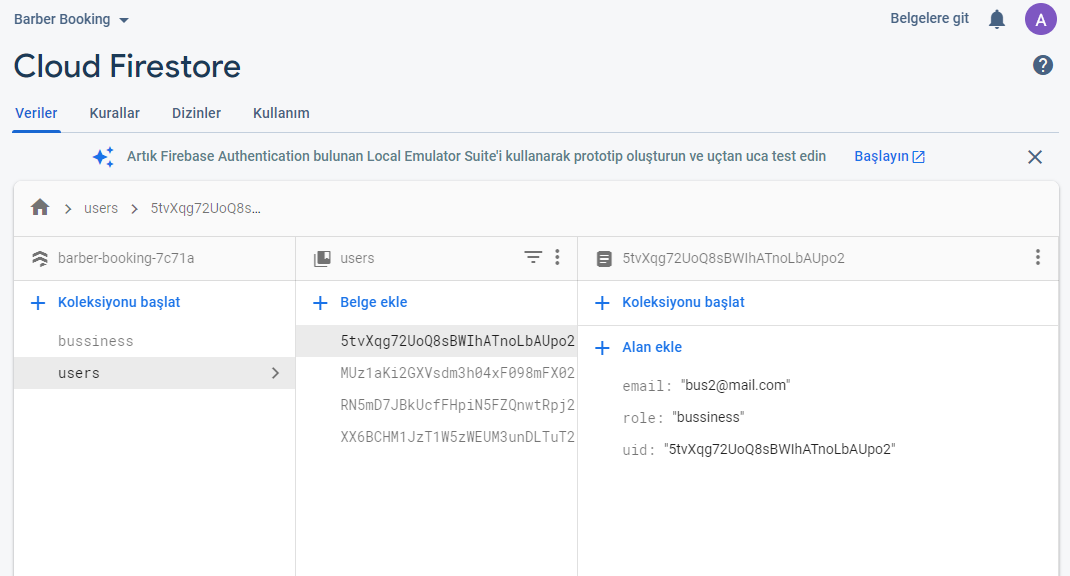 Barber Booking
Belgelere git
A
Cloud Firestore
?
Veriler
Kurallar
Dizinler
Kullanım
Artık Firebase Authentication bulunan Local Emulator Suite'i kullanarak prototip oluşturun ve uçtan uca test edin
Başlayın
users
5tvXqg72UoQ8s...
barber-booking-7c71a
users
5tvXqg72UoQ8sBWIhATnoLbAUpo2
Koleksiyonu başlat
bussiness
users
Belge ekle
5tvXqg72UoQ8sBWIhATnoLbAUpo2
MUz1aKi2GXVsdm3h04xF098mFX02
RN5mD7JBkUcfFHpiN5FZQnwtRpj2
XX6BCHM1JzT1W5zWEUM3unDLTuT2
Koleksiyonu başlat
Alan ekle
email: "bus2@mail.com"
role: "bussiness"
uid: "5tvXqg72UoQ8sBWIhATnoLbAUpo2"